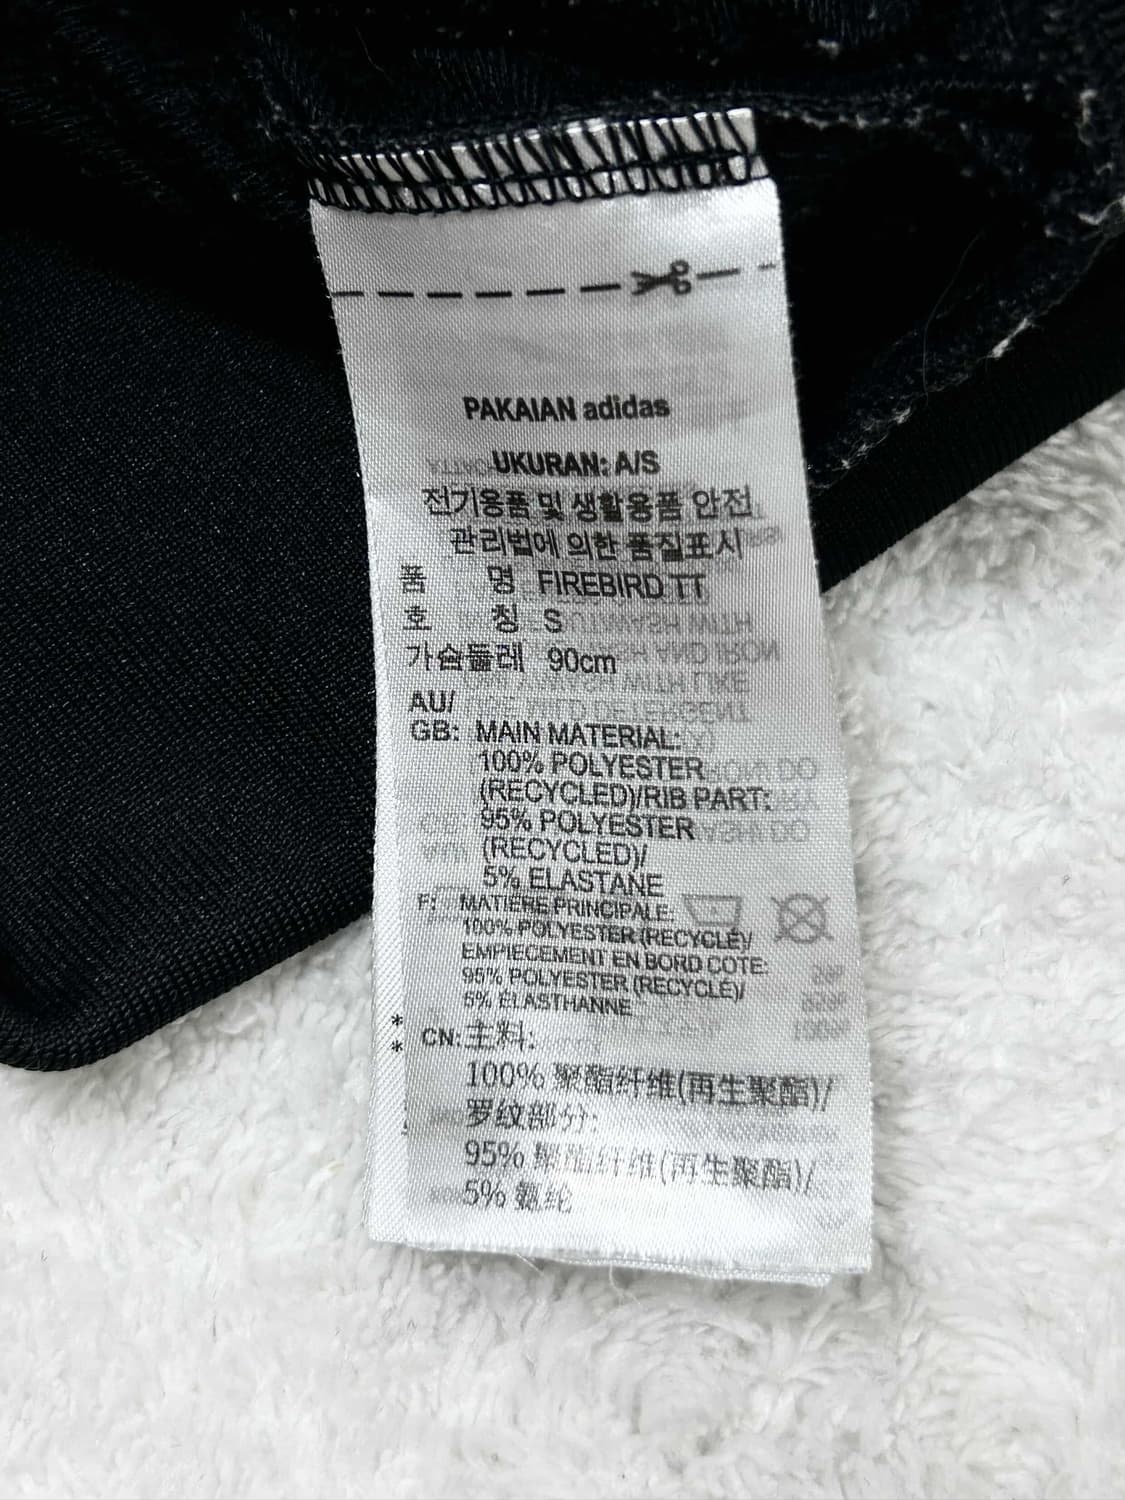 PAKAIAN adidas
UKURAN: A/S
전기용품 및 생활용품 안전
관리법에 의한 품질표시
품 명 FIREBIRD TT
호 칭 S
가슴둘레 90cm
AU/
GB: MAIN MATERIAL:
100% POLYESTER
(RECYCLED)/RIB PART:
95% POLYESTER
(RECYCLED)/
5% ELASTANE
F: MATIÈRE PRINCIPALE:
100% POLYESTER (RECYCLÉ)/
EMPIECEMENT EN BORD COTE:
95% POLYESTER (RECYCLÉ)/
5% ÉLASTHANNE
* CN: 主料:
*
100% 聚酯纤维(再生聚酯)/
罗纹部分:
95% 聚酯纤维(再生聚酯)/
5% 氨纶